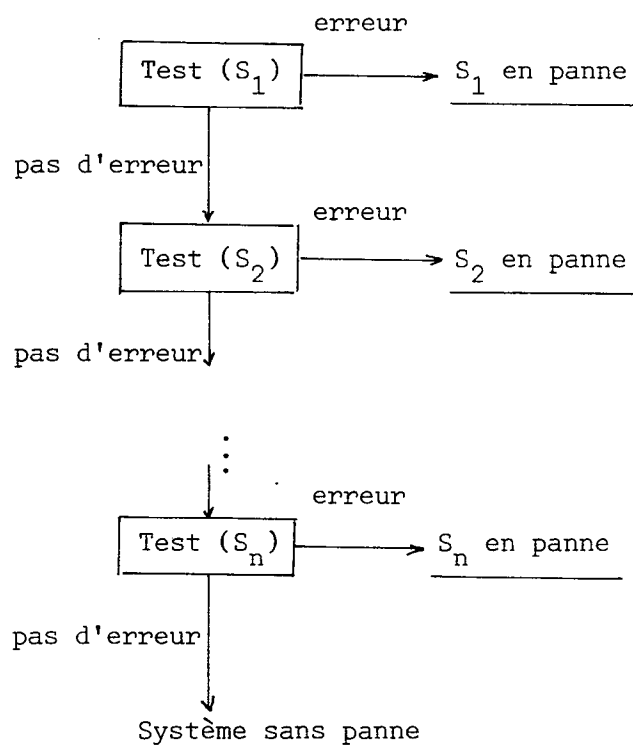 erreur
Test (S1) S1 en panne
pas d'erreur
erreur
Test (S2) S2 en panne
pas d'erreur
erreur
Test (Sn) Sn en panne
pas d'erreur
Système sans panne